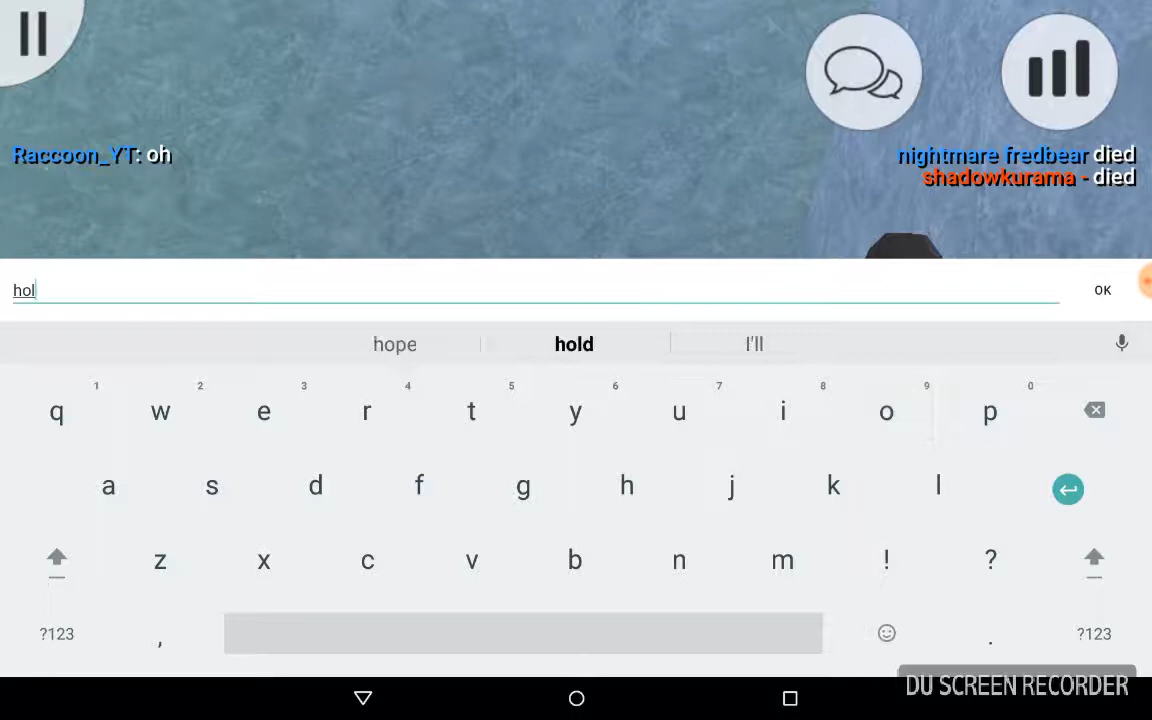 Raccoon_YT: oh
nightmare fredbear died
shadowkurama - died
hol
OK
hope hold I'll
1 2 3 4 5 6 7 8 9 0
q w e r t y u i o p
a s d f g h j k l
z x c v b n m ! ?
?123 , . ?123
DU SCREEN RECORDER